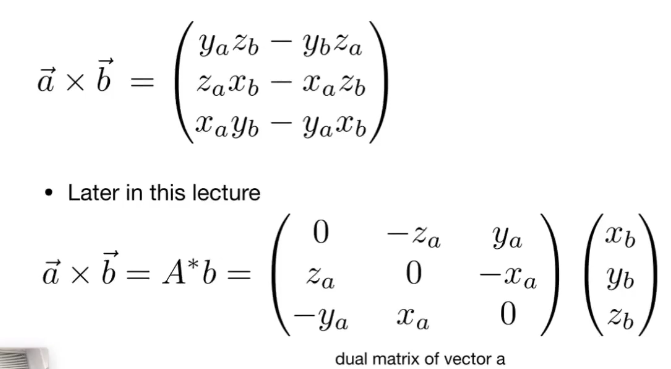 a⃗ × b⃗ = 
( y_a z_b − y_b z_a
z_a x_b − x_a z_b
x_a y_b − y_a x_b )
• Later in this lecture
a⃗ × b⃗ = A*b =
( 0 −z_a y_a ) ( x_b )
( z_a 0 −x_a ) ( y_b )
( −y_a x_a 0 ) ( z_b )
dual matrix of vector a